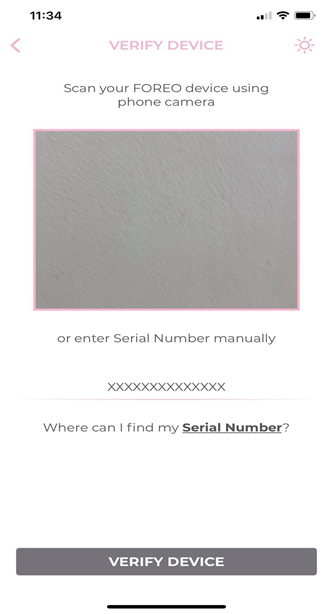 11:34
VERIFY DEVICE
Scan your FOREO device using
phone camera
or enter Serial Number manually
XXXXXXXXXXXXXX
Where can I find my Serial Number?
VERIFY DEVICE